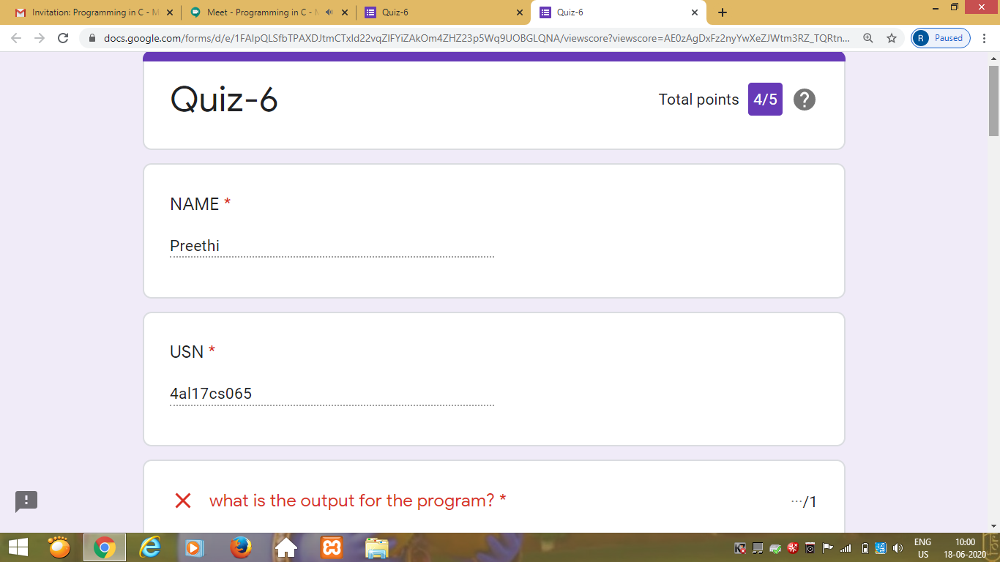 Invitation: Programming in C - M
Meet - Programming in C - M
Quiz-6
Quiz-6
docs.google.com/forms/d/e/1FAIpQLSfbTPAXDJtmCTxId22vqZIFYiZAkOm4ZHZ23p5Wq9UOBGLQNA/viewscore?viewscore=AE0zAgDxFz2nyYwXeZJWtm3RZ_TQRtn...
R Paused
Quiz-6
Total points 4/5
NAME *
Preethi
USN *
4al17cs065
what is the output for the program? *
···/1
ENG
US
10:00
18-06-2020